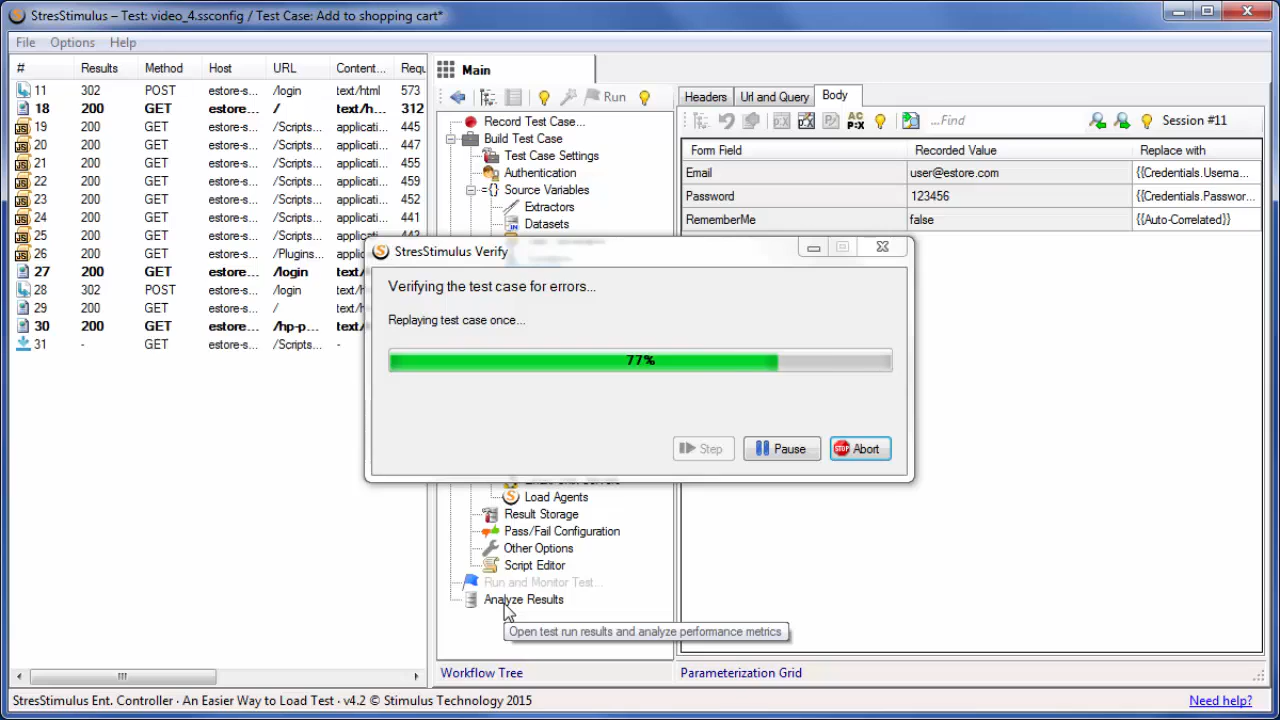 StresStimulus – Test: video_4.ssconfig / Test Case: Add to shopping cart*
File Options Help
# Results Method Host URL Content... Requ
11 302 POST estore-s... /login text/html 573
18 200 GET estore... / text/h... 312
19 200 GET estore-s... /Scripts... applicati... 445
20 200 GET estore-s... /Scripts... applicati... 447
21 200 GET estore-s... /Scripts... applicati... 455
22 200 GET estore-s... /Scripts... applicati... 459
23 200 GET estore-s... /Scripts... applicati... 452
24 200 GET estore-s... /Scripts... applicati... 441
25 200 GET estore-s... /Scripts... applicati...
26 200 GET estore-s... /Plugins...
27 200 GET estore... /login
28 302 POST estore-s... /login
29 200 GET estore-s... /
30 200 GET estore... /hp-p...
31 - GET estore-s... /Scripts... -
Main
Run
Record Test Case...
Build Test Case
Test Case Settings
Authentication
Source Variables
Extractors
Datasets
Load Agents
Result Storage
Pass/Fail Configuration
Other Options
Script Editor
Run and Monitor Test...
Analyze Results
Open test run results and analyze performance metrics
Workflow Tree
Headers Url and Query Body
...Find Session #11
Form Field Recorded Value Replace with
Email user@estore.com {{Credentials.Userna...
Password 123456 {{Credentials.Passwor...
RememberMe false {{Auto-Correlated}}
Parameterization Grid
StresStimulus Verify
Verifying the test case for errors...
Replaying test case once...
77%
Step Pause Abort
StresStimulus Ent. Controller · An Easier Way to Load Test · v4.2 © Stimulus Technology 2015
Need help?